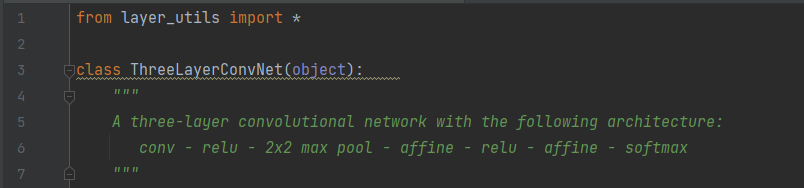 1 from layer_utils import *
2
3 class ThreeLayerConvNet(object):
4 """
5 A three-layer convolutional network with the following architecture:
6 conv - relu - 2x2 max pool - affine - relu - affine - softmax
7 """